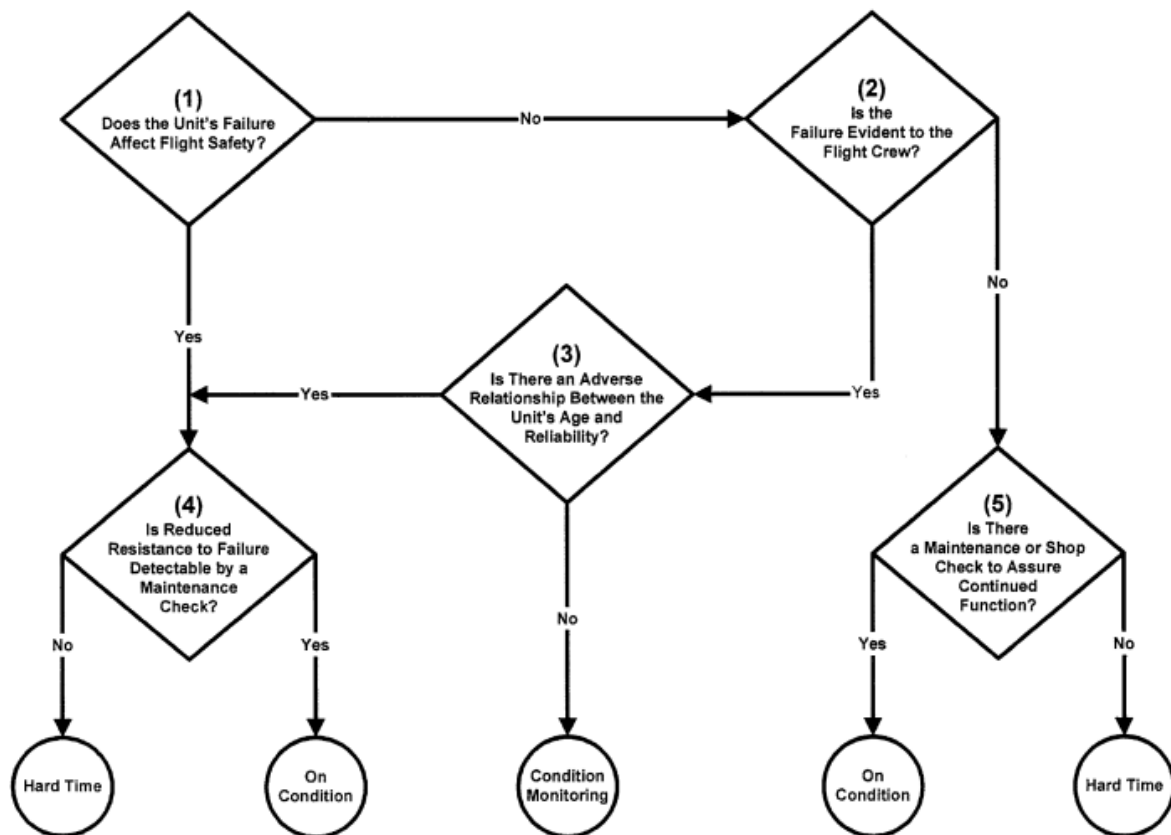 (1)
Does the Unit's Failure
Affect Flight Safety?
No
(2)
Is the
Failure Evident to the
Flight Crew?
No
Yes
(3)
Is There an Adverse
Relationship Between the
Unit's Age and
Reliability?
Yes
Yes
(4)
Is Reduced
Resistance to Failure
Detectable by a
Maintenance
Check?
(5)
Is There
a Maintenance or Shop
Check to Assure
Continued
Function?
No
Yes
No
Yes
No
Hard Time
On
Condition
Condition
Monitoring
On
Condition
Hard Time